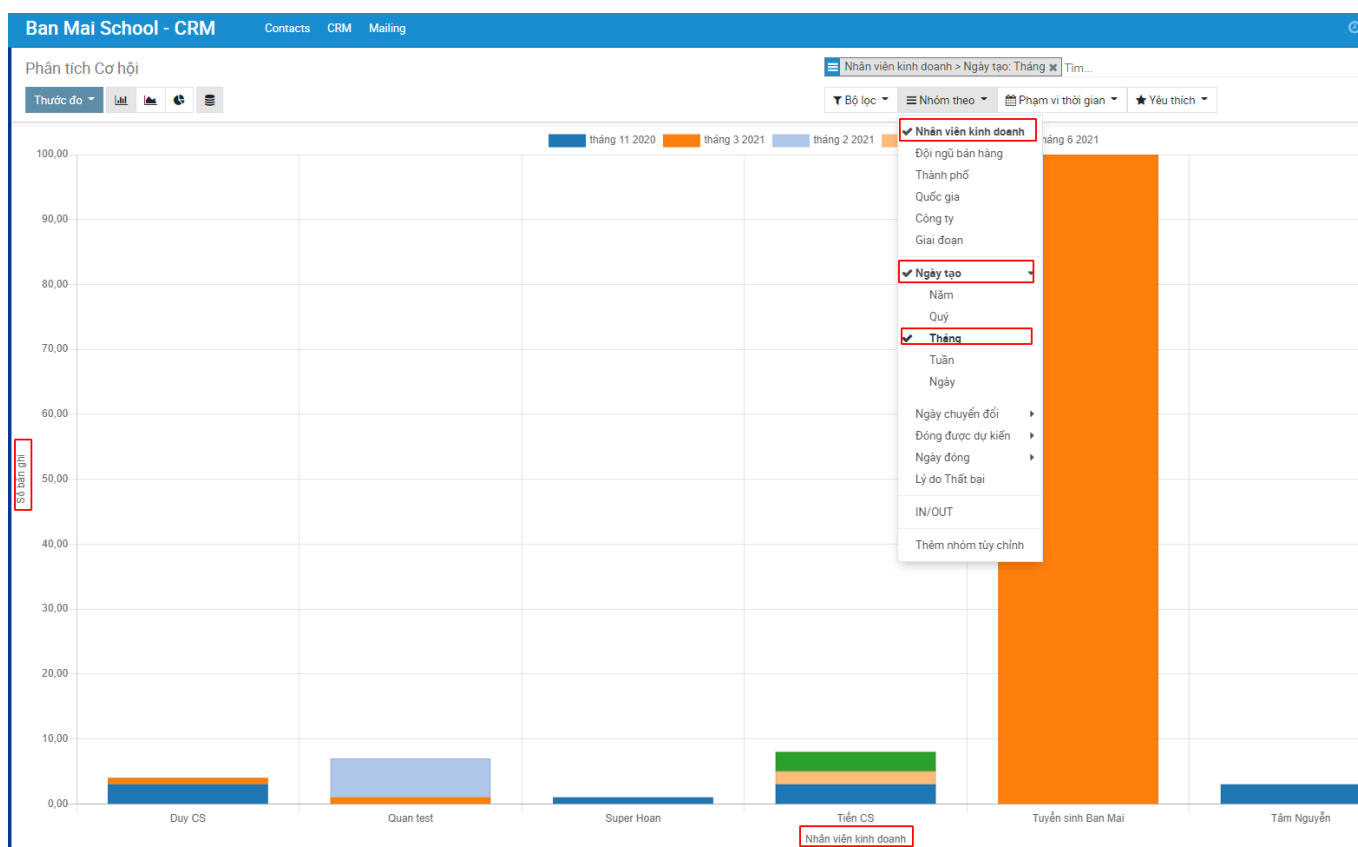 Ban Mai School - CRM Contacts CRM Mailing
Phân tích Cơ hội
Nhân viên kinh doanh > Ngày tạo: Tháng Tìm...
Thước đo
Bộ lọc Nhóm theo Phạm vi thời gian Yêu thích
tháng 11 2020 tháng 3 2021 tháng 2 2021 háng 6 2021
Nhân viên kinh doanh
Đội ngũ bán hàng
Thành phố
Quốc gia
Công ty
Giai đoạn
Ngày tạo
Năm
Quý
Tháng
Tuần
Ngày
Ngày chuyển đổi
Đóng được dự kiến
Ngày đóng
Lý do Thất bại
IN/OUT
Thêm nhóm tùy chỉnh
100,00
90,00
80,00
70,00
60,00
50,00
40,00
30,00
20,00
10,00
0,00
Số bản ghi
Duy CS Quan test Super Hoan Tiến CS Tuyển sinh Ban Mai Tâm Nguyễn
Nhân viên kinh doanh